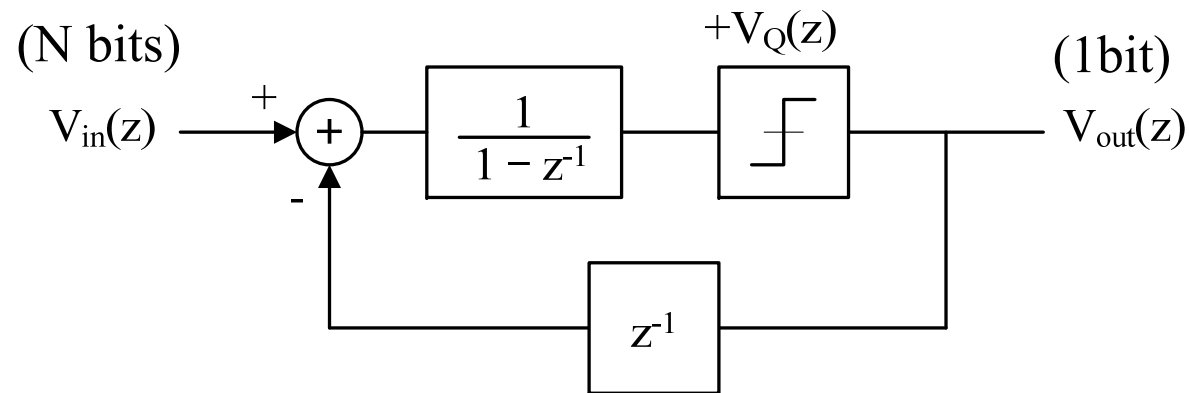 (N bits)
+V_Q(z)
(1bit)
V_in(z)
+
+
1
1 − z^-1
V_out(z)
-
z^-1